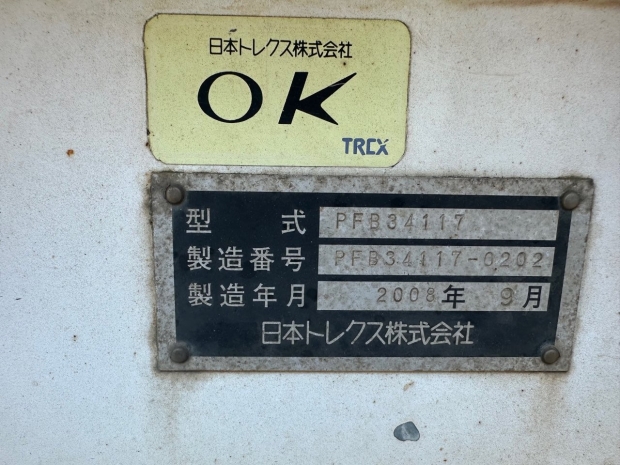 日本トレクス株式会社
OK
TRCX
型式 PFB34117
製造番号 PFB34117-0202
製造年月 2008年 9月
日本トレクス株式会社